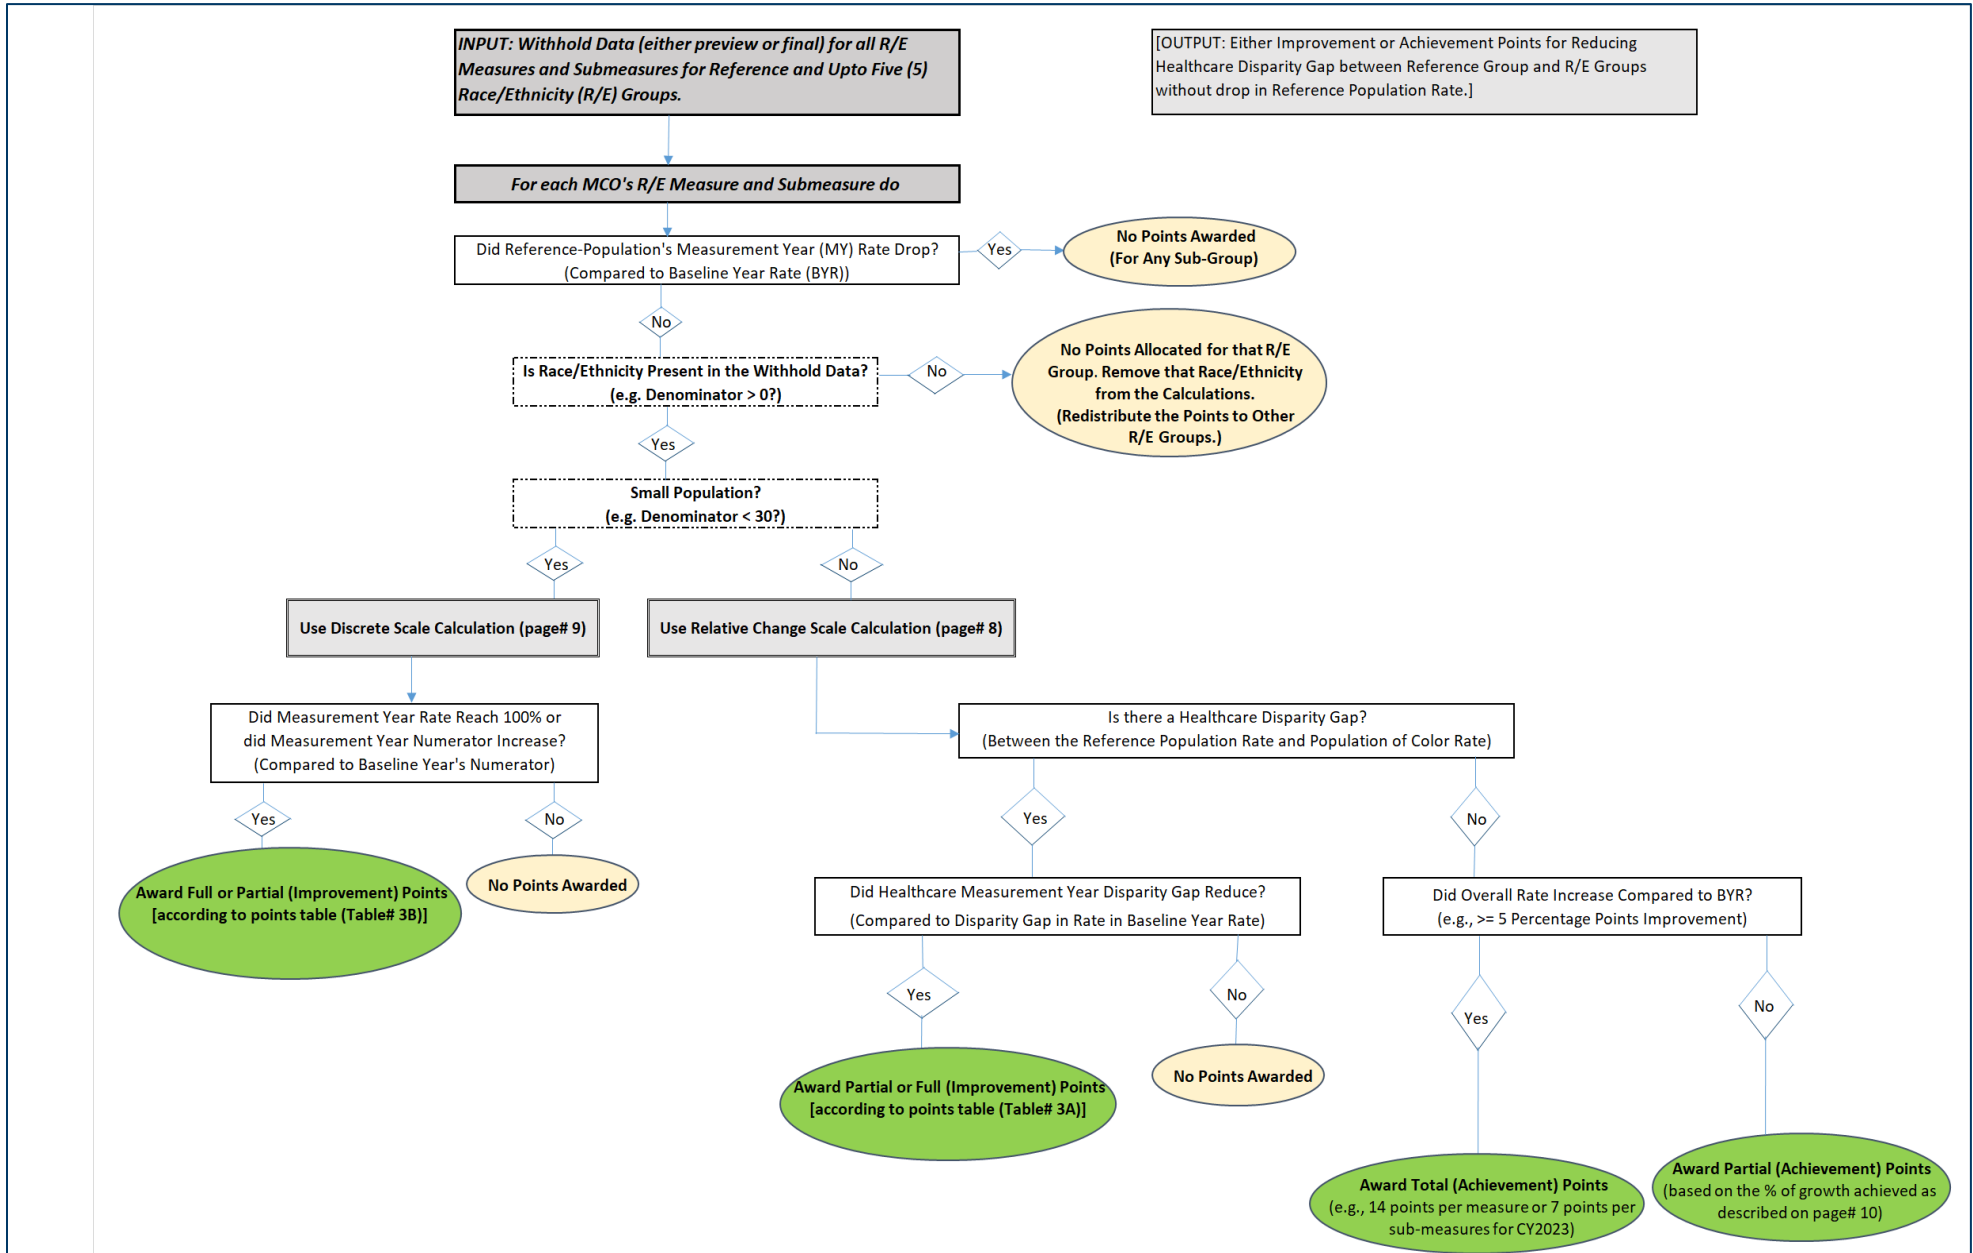 INPUT: Withhold Data (either preview or final) for all R/E
Measures and Submeasures for Reference and Upto Five (5)
Race/Ethnicity (R/E) Groups.
[OUTPUT: Either Improvement or Achievement Points for Reducing
Healthcare Disparity Gap between Reference Group and R/E Groups
without drop in Reference Population Rate.]
For each MCO's R/E Measure and Submeasure do
Did Reference-Population's Measurement Year (MY) Rate Drop?
(Compared to Baseline Year Rate (BYR))
Yes
No Points Awarded
(For Any Sub-Group)
No
Is Race/Ethnicity Present in the Withhold Data?
(e.g. Denominator > 0?)
No
No Points Allocated for that R/E
Group. Remove that Race/Ethnicity
from the Calculations.
(Redistribute the Points to Other
R/E Groups.)
Yes
Small Population?
(e.g. Denominator < 30?)
Yes
No
Use Discrete Scale Calculation (page# 9)
Use Relative Change Scale Calculation (page# 8)
Did Measurement Year Rate Reach 100% or
did Measurement Year Numerator Increase?
(Compared to Baseline Year's Numerator)
Is there a Healthcare Disparity Gap?
(Between the Reference Population Rate and Population of Color Rate)
Yes
No
Yes
No
Award Full or Partial (Improvement) Points
[according to points table (Table# 3B)]
No Points Awarded
Did Healthcare Measurement Year Disparity Gap Reduce?
(Compared to Disparity Gap in Rate in Baseline Year Rate)
Did Overall Rate Increase Compared to BYR?
(e.g., >= 5 Percentage Points Improvement)
Yes
No
Yes
No
Award Partial or Full (Improvement) Points
[according to points table (Table# 3A)]
No Points Awarded
Award Total (Achievement) Points
(e.g., 14 points per measure or 7 points per
sub-measures for CY2023)
Award Partial (Achievement) Points
(based on the % of growth achieved as
described on page# 10)